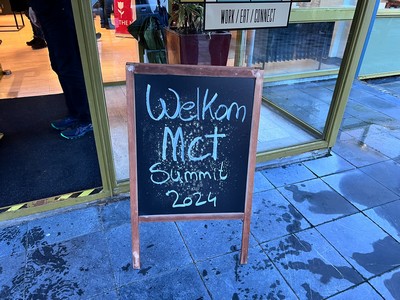 WORK / EAT / CONNECT
Welkom
MCT
Summit
2024